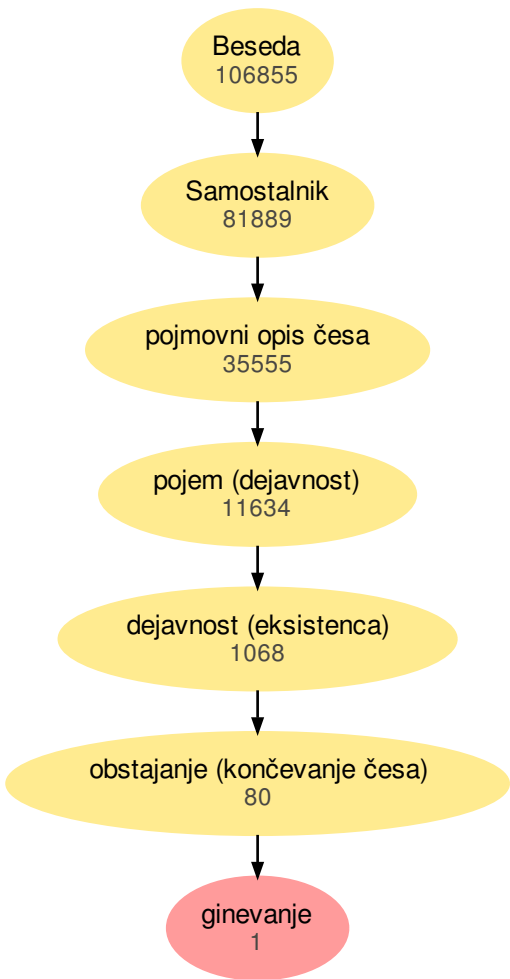 Beseda
106855
Samostalnik
81889
pojmovni opis česa
35555
pojem (dejavnost)
11634
dejavnost (eksistenca)
1068
obstajanje (končevanje česa)
80
ginevanje
1